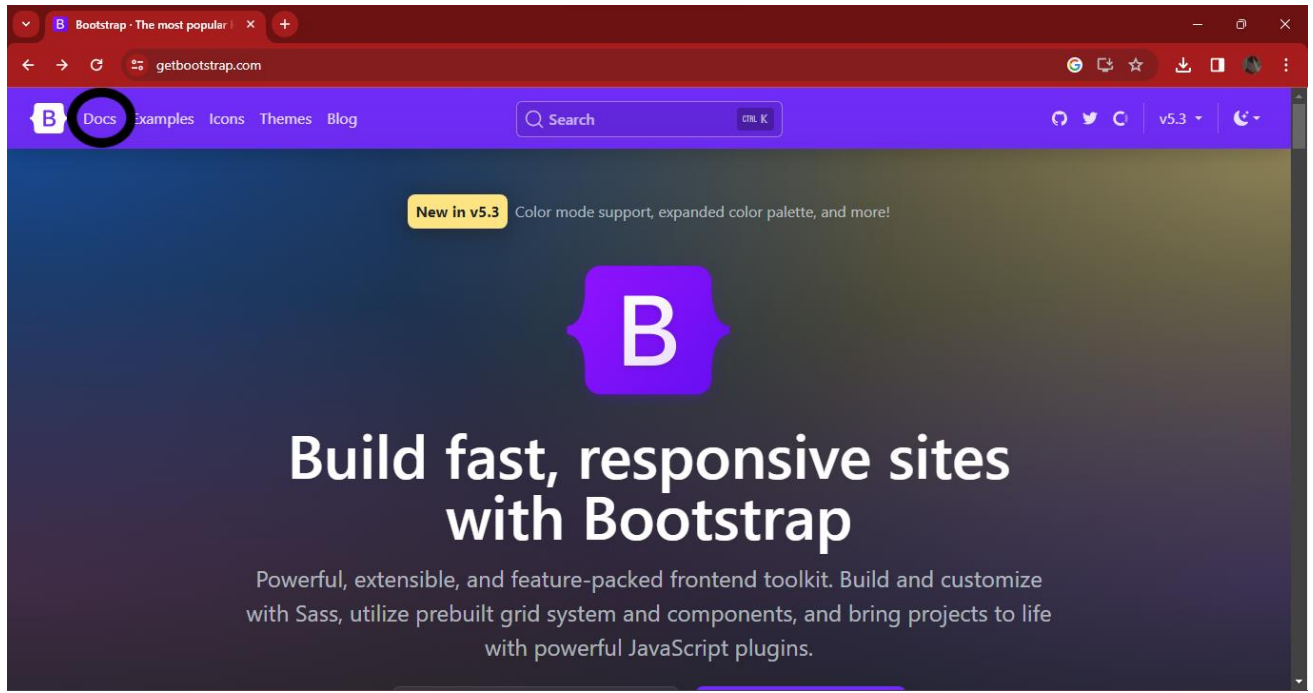 B Bootstrap · The most popular
getbootstrap.com
B Docs Examples Icons Themes Blog Search CTRL K v5.3
New in v5.3 Color mode support, expanded color palette, and more!
B
Build fast, responsive sites
with Bootstrap
Powerful, extensible, and feature-packed frontend toolkit. Build and customize
with Sass, utilize prebuilt grid system and components, and bring projects to life
with powerful JavaScript plugins.